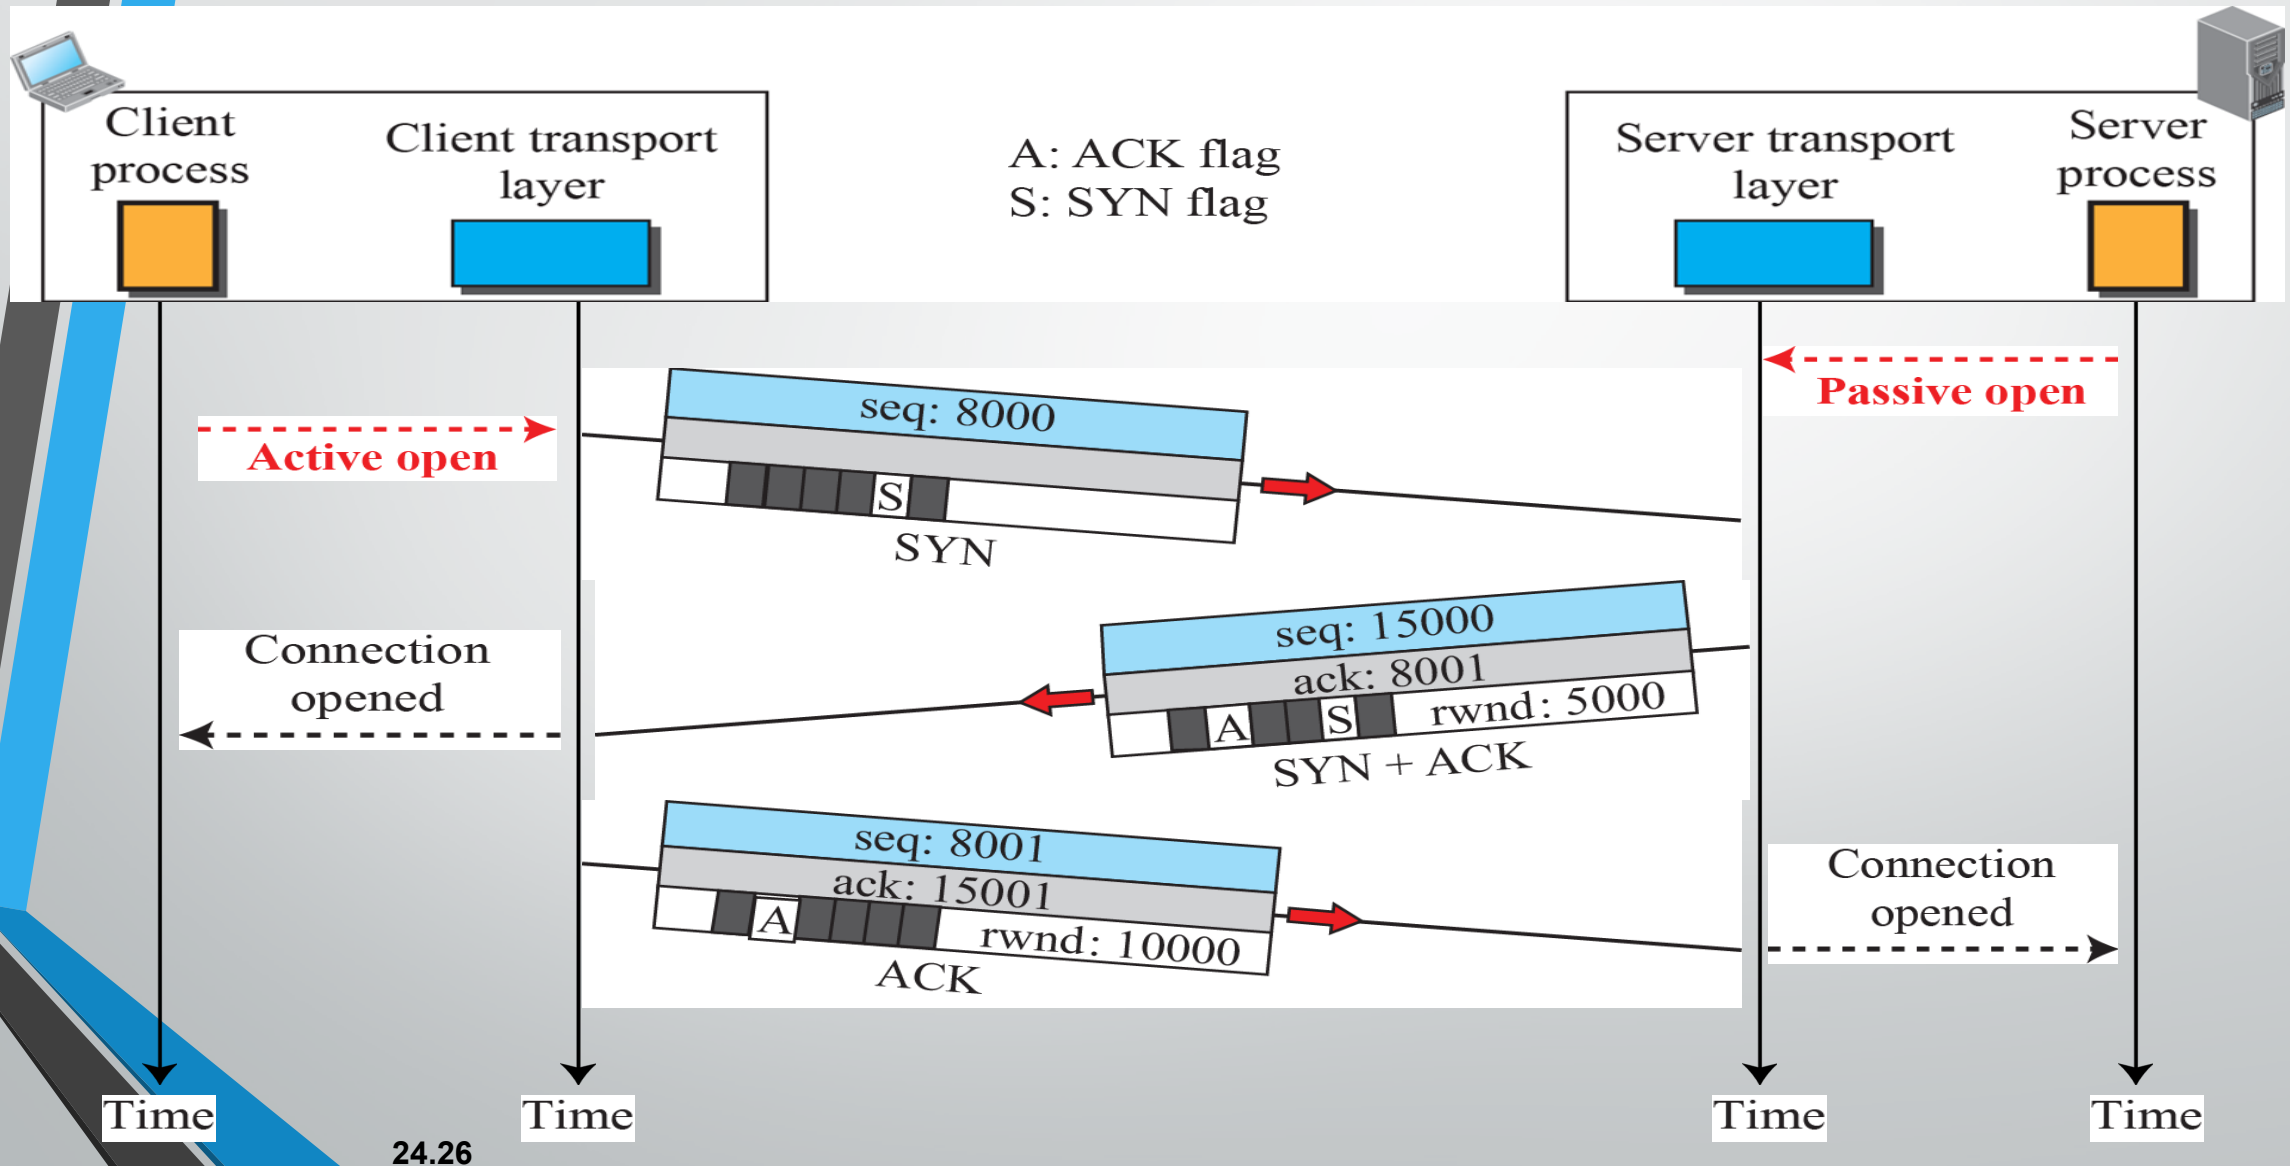 Client
process
Client transport
layer
A: ACK flag
S: SYN flag
Server transport
layer
Server
process
Passive open
Active open
seq: 8000
S
SYN
Connection
opened
seq: 15000
ack: 8001
A
S
rwnd: 5000
SYN + ACK
seq: 8001
ack: 15001
A
rwnd: 10000
ACK
Connection
opened
Time
Time
Time
Time
24.26